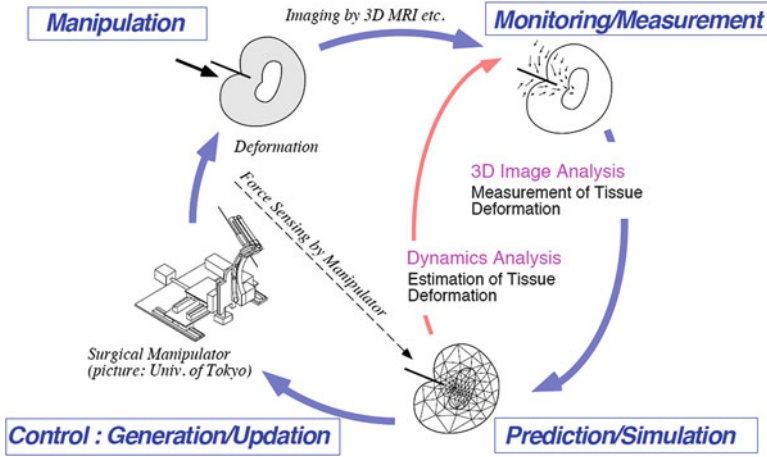 Manipulation
Imaging by 3D MRI etc.
Monitoring/Measurement
Deformation
3D Image Analysis
Measurement of Tissue
Deformation
Force Sensing by Manipulator
Dynamics Analysis
Estimation of Tissue
Deformation
Surgical Manipulator
(picture: Univ. of Tokyo)
Control : Generation/Updation
Prediction/Simulation